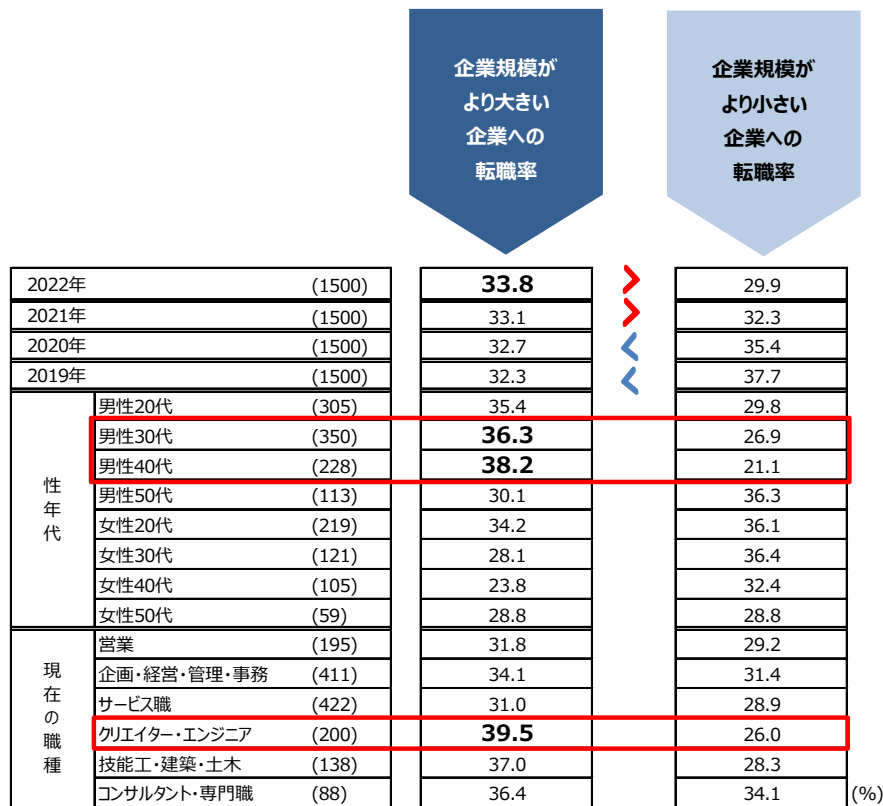 企業規模が
より大きい
企業への
転職率
企業規模が
より小さい
企業への
転職率
2022年 (1500) 33.8 > 29.9
2021年 (1500) 33.1 > 32.3
2020年 (1500) 32.7 < 35.4
2019年 (1500) 32.3 < 37.7
性年代
男性20代 (305) 35.4 29.8
男性30代 (350) 36.3 26.9
男性40代 (228) 38.2 21.1
男性50代 (113) 30.1 36.3
女性20代 (219) 34.2 36.1
女性30代 (121) 28.1 36.4
女性40代 (105) 23.8 32.4
女性50代 (59) 28.8 28.8
現在の職種
営業 (195) 31.8 29.2
企画・経営・管理・事務 (411) 34.1 31.4
サービス職 (422) 31.0 28.9
クリエイター・エンジニア (200) 39.5 26.0
技能工・建築・土木 (138) 37.0 28.3
コンサルタント・専門職 (88) 36.4 34.1 (%)